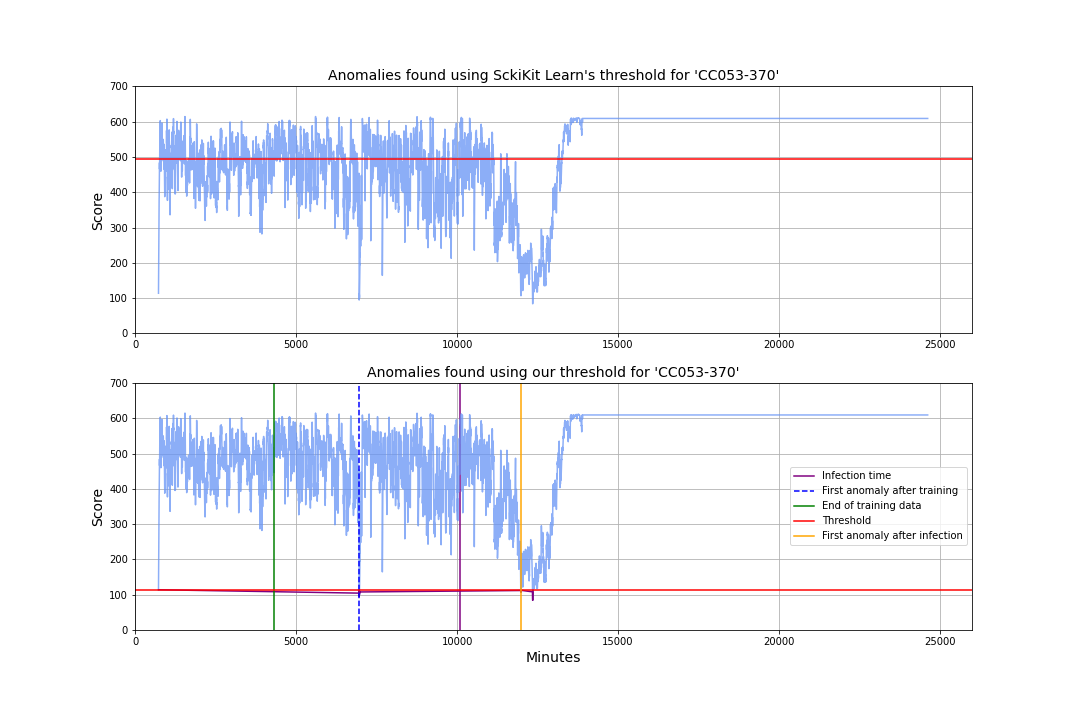 Anomalies found using SckiKit Learn's threshold for 'CC053-370'
700
600
500
400
300
200
100
0
Score
0 5000 10000 15000 20000 25000
Anomalies found using our threshold for 'CC053-370'
700
600
500
400
300
200
100
0
Score
Infection time
First anomaly after training
End of training data
Threshold
First anomaly after infection
0 5000 10000 15000 20000 25000
Minutes